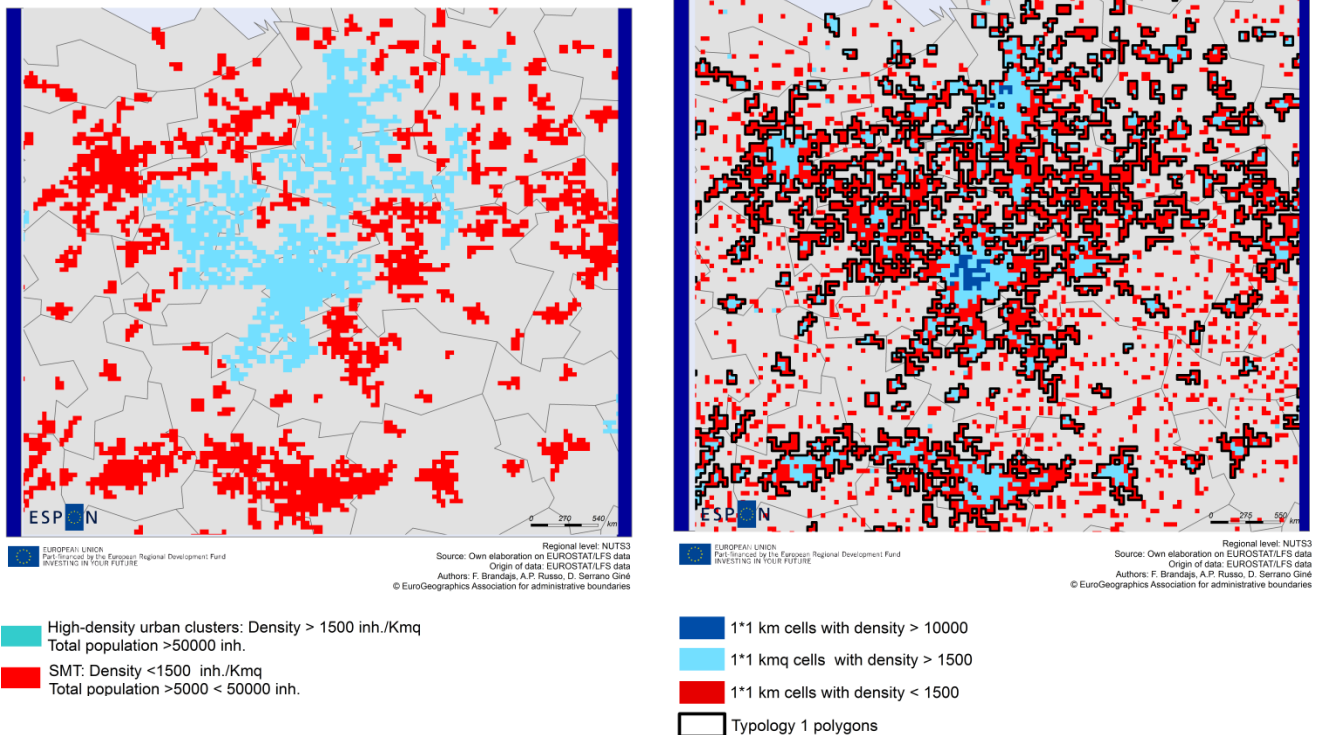 ESPON
0 270 540
km
EUROPEAN UNION
Part-financed by the European Regional Development Fund
INVESTING IN YOUR FUTURE
Regional level: NUTS3
Source: Own elaboration on EUROSTAT/LFS data
Origin of data: EUROSTAT/LFS data
Authors: F. Brandajs, A.P. Russo, D. Serrano Giné
© EuroGeographics Association for administrative boundaries
High-density urban clusters: Density > 1500 inh./Kmq
Total population >50000 inh.
SMT: Density <1500 inh./Kmq
Total population >5000 < 50000 inh.
ESPON
0 275 550
km
EUROPEAN UNION
Part-financed by the European Regional Development Fund
INVESTING IN YOUR FUTURE
Regional level: NUTS3
Source: Own elaboration on EUROSTAT/LFS data
Origin of data: EUROSTAT/LFS data
Authors: F. Brandajs, A.P. Russo, D. Serrano Giné
© EuroGeographics Association for administrative boundaries
1*1 km cells with density > 10000
1*1 kmq cells with density > 1500
1*1 km cells with density < 1500
Typology 1 polygons